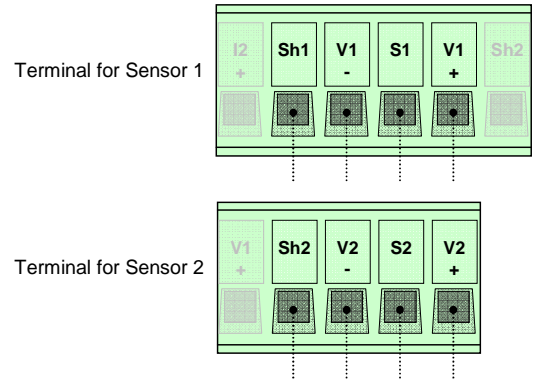 I2 Sh1 V1 S1 V1 Sh2
+ - +
Terminal for Sensor 1
V1 Sh2 V2 S2 V2
+ - +
Terminal for Sensor 2